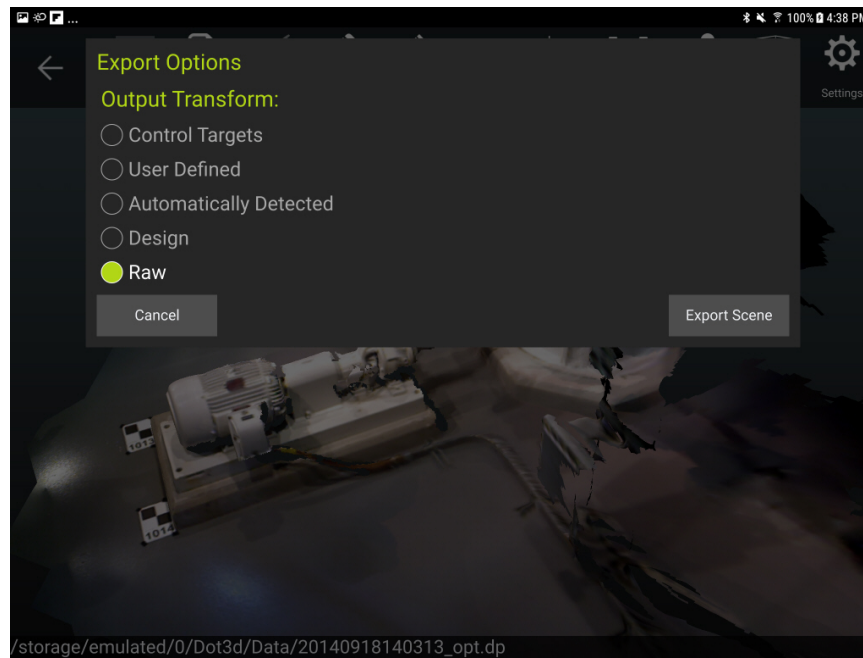 ... 100% 4:38 PM
Export Options
Settings
Output Transform:
Control Targets
User Defined
Automatically Detected
Design
Raw
Cancel Export Scene
1013
1014
/storage/emulated/0/Dot3d/Data/20140918140313_opt.dp